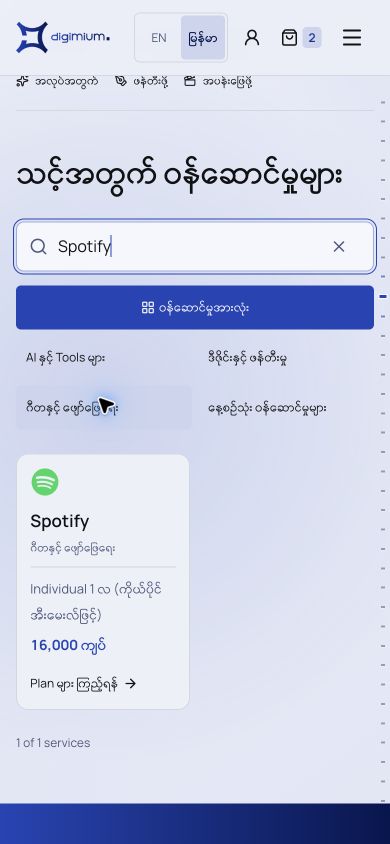 digimium.
EN
မြန်မာ
2
အလုပ်အတွက်
ဖန်တီးဖို့
အပန်းဖြေဖို့
သင့်အတွက် ဝန်ဆောင်မှုများ
Spotify
ဝန်ဆောင်မှုအားလုံး
AI နှင့် Tools များ
ဒီဇိုင်းနှင့် ဖန်တီးမှု
ဂီတနှင့် ဖျော်ဖြေရေး
နေ့စဉ်သုံး ဝန်ဆောင်မှုများ
Spotify
ဂီတနှင့် ဖျော်ဖြေရေး
Individual 1 လ (ကိုယ်ပိုင်
အီးမေးလ်ဖြင့်)
16,000 ကျပ်
Plan များ ကြည့်ရန်
1 of 1 services